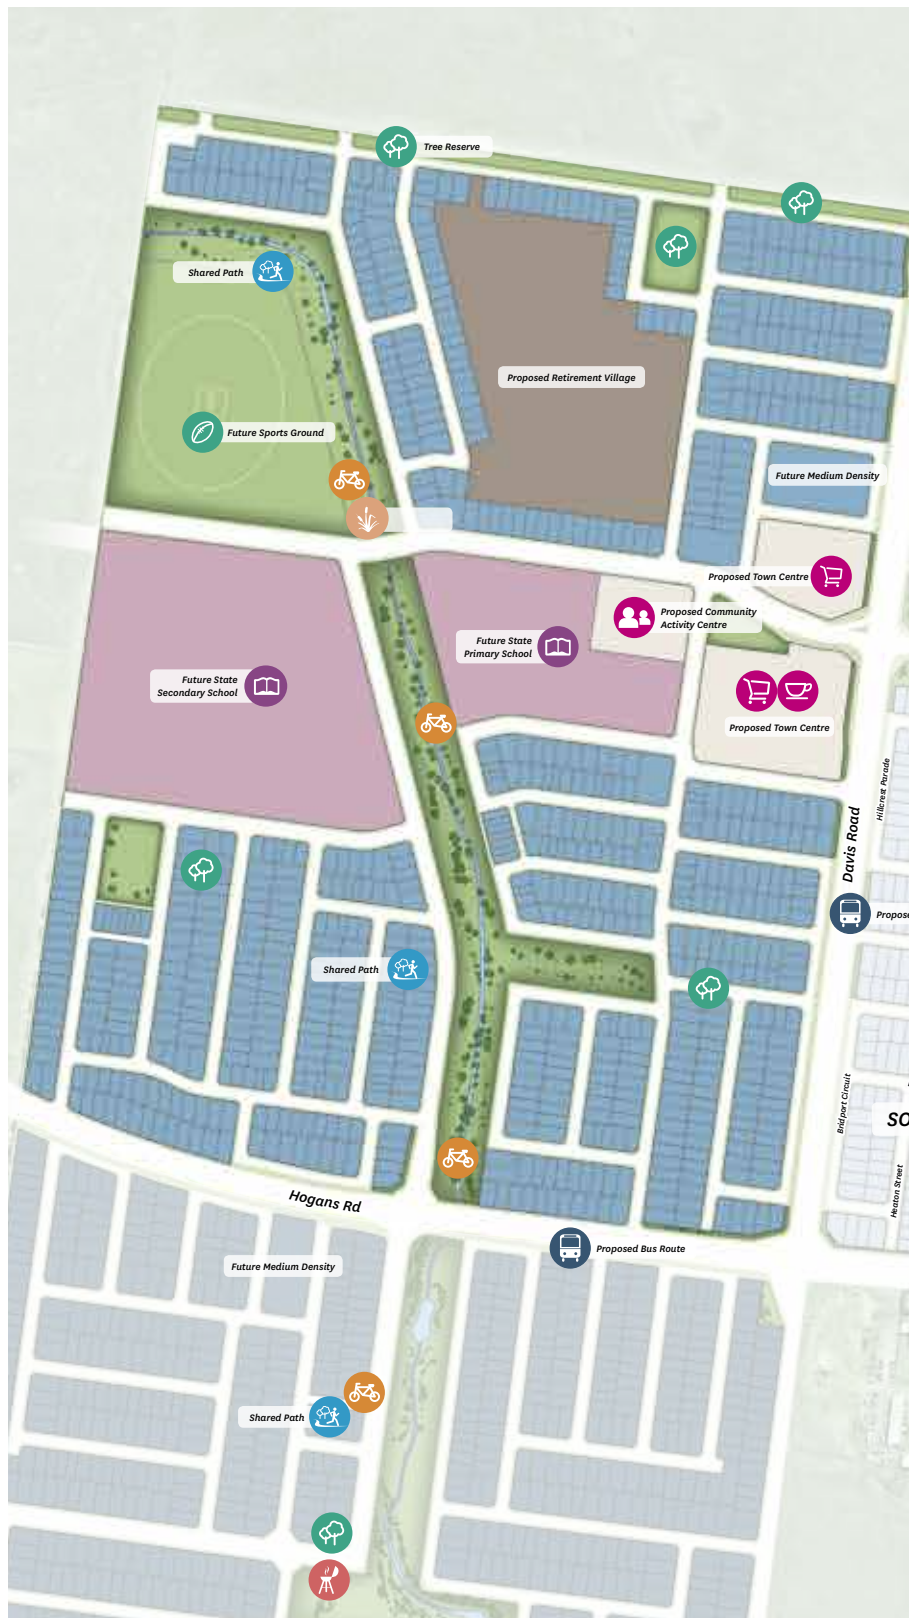 Tree Reserve
Shared Path
Proposed Retirement Village
Future Sports Ground
Future Medium Density
Proposed Town Centre
Proposed Community
Activity Centre
Future State
Primary School
Future State
Secondary School
Proposed Town Centre
Hillcrest Parade
Davis Road
Shared Path
Bridport Circuit
SO
Heaton Street
Hogans Rd
Proposed Bus Route
Future Medium Density
Shared Path